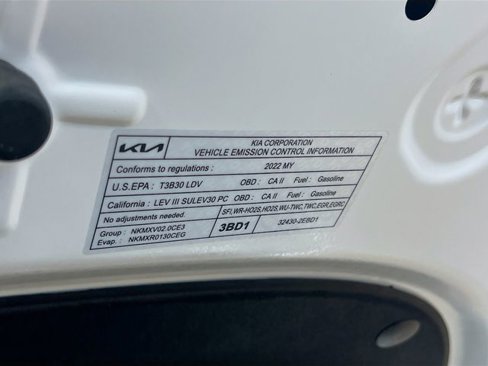 KIA
KIA CORPORATION
VEHICLE EMISSION CONTROL INFORMATION
Conforms to regulations : 2022 MY
U.S.EPA : T3B30 LDV OBD : CA II Fuel : Gasoline
California : LEV III SULEV30 PC OBD : CA II Fuel : Gasoline
No adjustments needed.
SFI,WR-HO2S,HO2S,WU-TWC,TWC,EGR,EGRC
Group : NKMXV02.0CE3
Evap. : NKMXR0130CEG
3BD1
32430-2EBD1